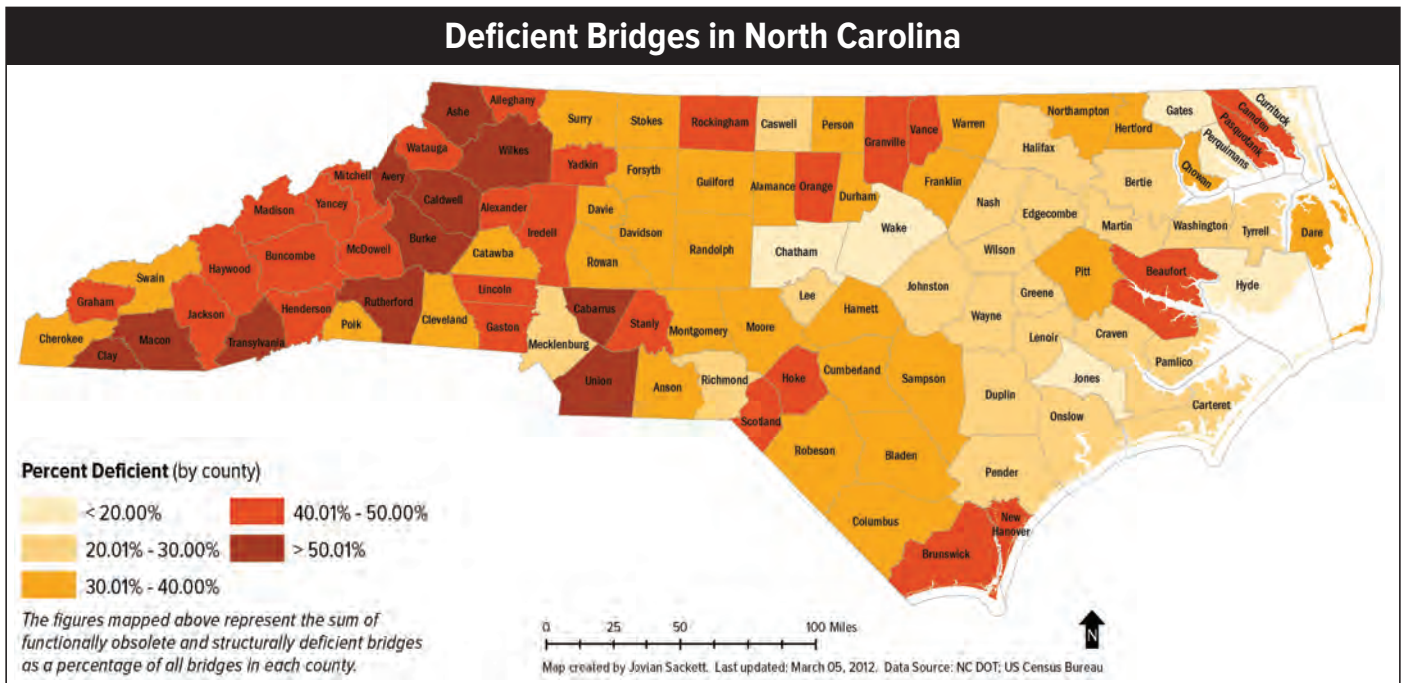 Deficient Bridges in North Carolina
Ashe
Alleghany
Surry
Stokes
Rockingham
Caswell
Person
Granville
Vance
Warren
Northampton
Hertford
Gates
Camden
Currituck
Pasquotank
Perquimans
Chowan
Halifax
Watauga
Wilkes
Yadkin
Forsyth
Guilford
Alamance
Orange
Durham
Franklin
Nash
Edgecombe
Bertie
Martin
Washington
Tyrrell
Dare
Mitchell
Avery
Caldwell
Alexander
Iredell
Davie
Davidson
Randolph
Chatham
Wake
Wilson
Madison
Yancey
Burke
McDowell
Buncombe
Haywood
Catawba
Rowan
Swain
Graham
Jackson
Henderson
Rutherford
Polk
Cleveland
Lincoln
Gaston
Mecklenburg
Cabarrus
Stanly
Montgomery
Moore
Lee
Harnett
Johnston
Wayne
Greene
Pitt
Beaufort
Hyde
Lenoir
Craven
Pamlico
Jones
Carteret
Cherokee
Clay
Macon
Transylvania
Union
Anson
Richmond
Scotland
Hoke
Cumberland
Sampson
Duplin
Onslow
Robeson
Bladen
Pender
Columbus
Brunswick
New
Hanover
Percent Deficient (by county)
< 20.00%
20.01% - 30.00%
30.01% - 40.00%
40.01% - 50.00%
> 50.01%
The figures mapped above represent the sum of
functionally obsolete and structurally deficient bridges
as a percentage of all bridges in each county.
0 25 50 100 Miles
N
Map created by Jovian Sackett. Last updated: March 05, 2012. Data Source: NC DOT; US Census Bureau